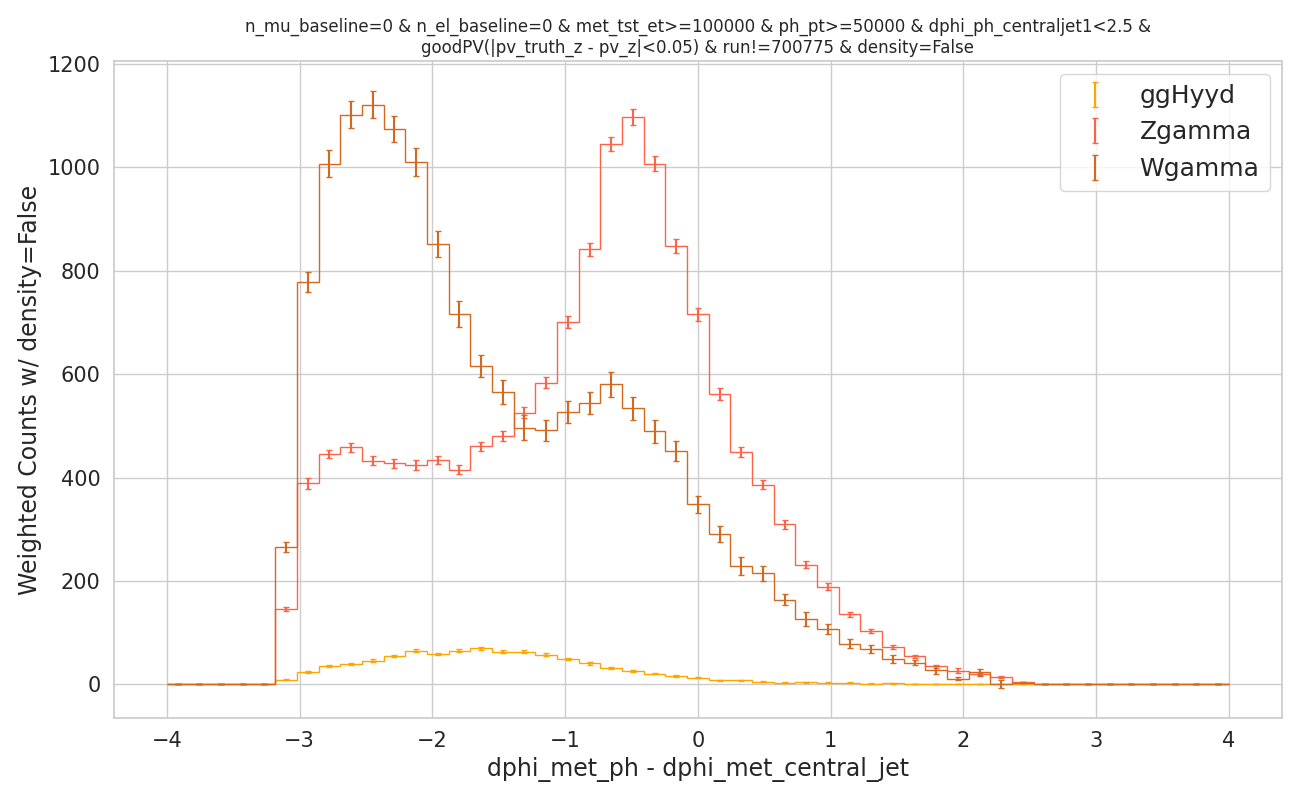 n_mu_baseline=0 & n_el_baseline=0 & met_tst_et>=100000 & ph_pt>=50000 & dphi_ph_centraljet1<2.5 &
goodPV(|pv_truth_z - pv_z|<0.05) & run!=700775 & density=False
ggHyyd
Zgamma
Wgamma
Weighted Counts w/ density=False
1200
1000
800
600
400
200
0
−4 −3 −2 −1 0 1 2 3 4
dphi_met_ph - dphi_met_central_jet